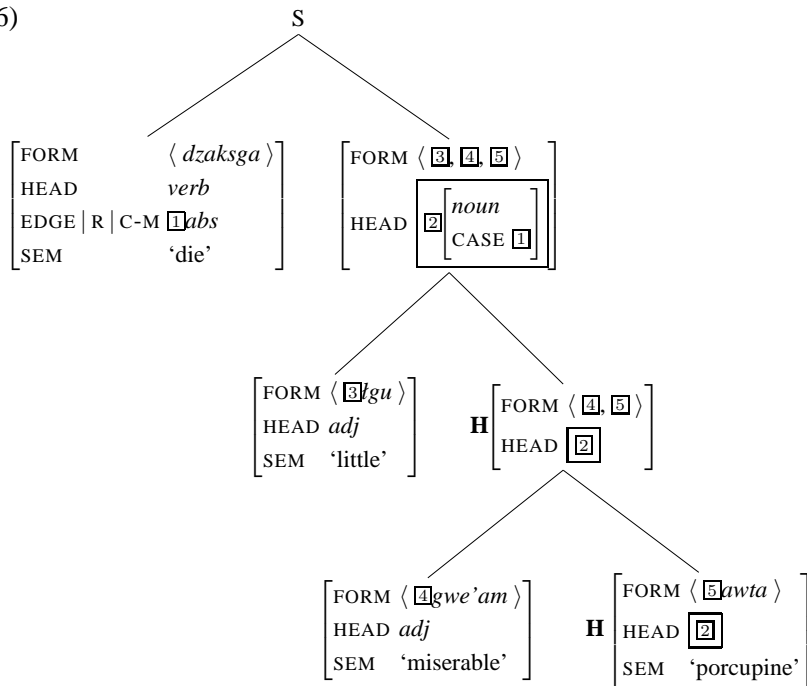 6)
S
FORM ⟨ dzaksga ⟩
HEAD verb
EDGE | R | C-M 1 abs
SEM ‘die’
FORM ⟨ 3, 4, 5 ⟩
HEAD 2 noun
CASE 1
FORM ⟨ 3 łgu ⟩
HEAD adj
SEM ‘little’
H FORM ⟨ 4, 5 ⟩
HEAD 2
FORM ⟨ 4 gwe’am ⟩
HEAD adj
SEM ‘miserable’
H FORM ⟨ 5 awta ⟩
HEAD 2
SEM ‘porcupine’